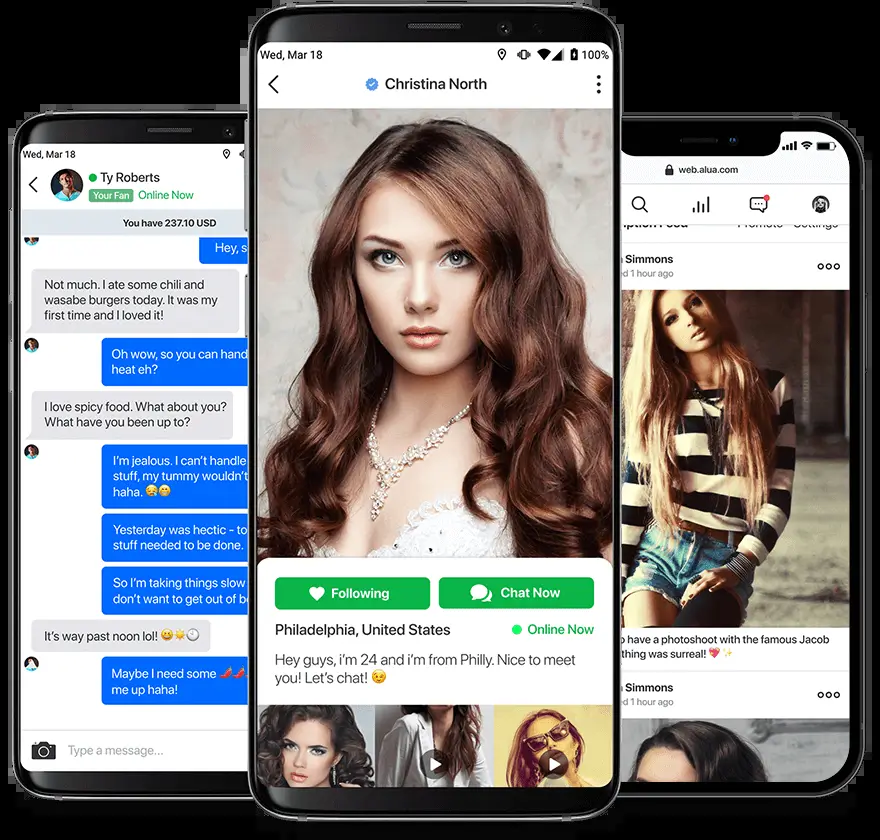 Wed, Mar 18
Ty Roberts
Your Fan Online Now
You have 237.10 USD
Hey, s
Not much. I ate some chili and
wasabe burgers today. It was my
first time and I loved it!
Oh wow, so you can hand
heat eh?
I love spicy food. What about you?
What have you been up to?
I'm jealous. I can't handle
stuff, my tummy wouldn't
haha. 😥😁
Yesterday was hectic - to
stuff needed to be done.
So I'm taking things slow
don't want to get out of be
It's way past noon lol! 😄☀️🕙
Maybe I need some 🌶️🌶️
me up haha!
Type a message...
Wed, Mar 18
100%
Christina North
Following
Chat Now
Philadelphia, United States
Online Now
Hey guys, i'm 24 and i'm from Philly. Nice to meet
you! Let's chat! 😉
web.alua.com
ption Feed
Promote
Settings
Simmons
d 1 hour ago
o have a photoshoot with the famous Jacob
thing was surreal! 💖✨
Simmons
d 1 hour ago